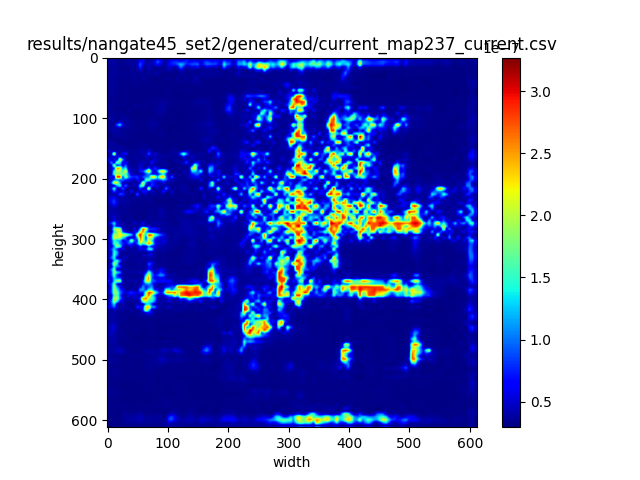 results/nangate45_set2/generated/current_map237_current.csv
1e−7
0
100
200
300
400
500
600
height
0 100 200 300 400 500 600
width
3.0
2.5
2.0
1.5
1.0
0.5